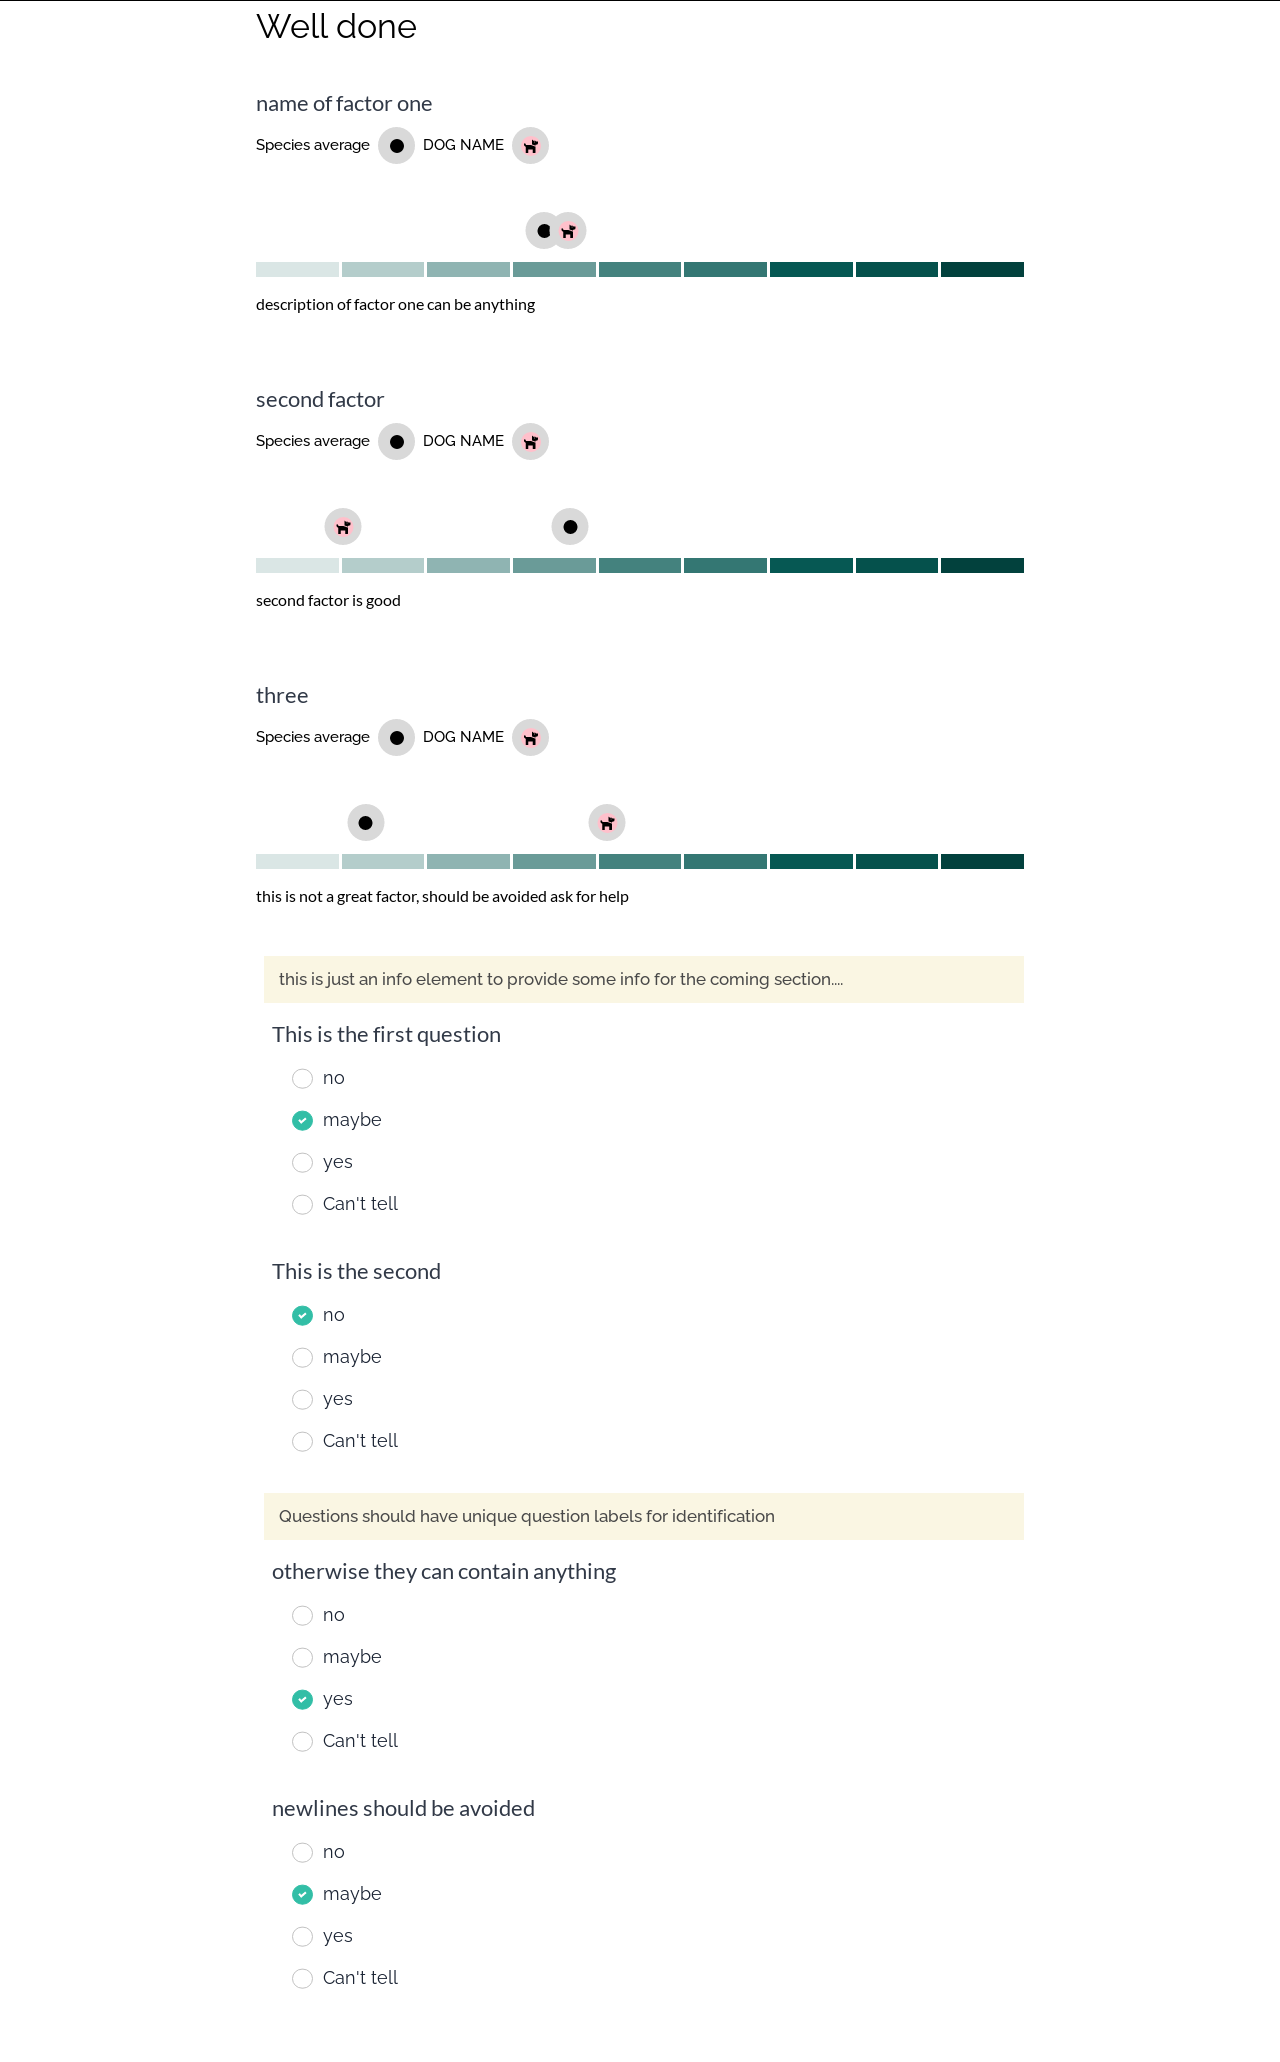 Well done
name of factor one
Species average DOG NAME
description of factor one can be anything
second factor
Species average DOG NAME
second factor is good
three
Species average DOG NAME
this is not a great factor, should be avoided ask for help
this is just an info element to provide some info for the coming section....
This is the first question
no
maybe
yes
Can't tell
This is the second
no
maybe
yes
Can't tell
Questions should have unique question labels for identification
otherwise they can contain anything
no
maybe
yes
Can't tell
newlines should be avoided
no
maybe
yes
Can't tell